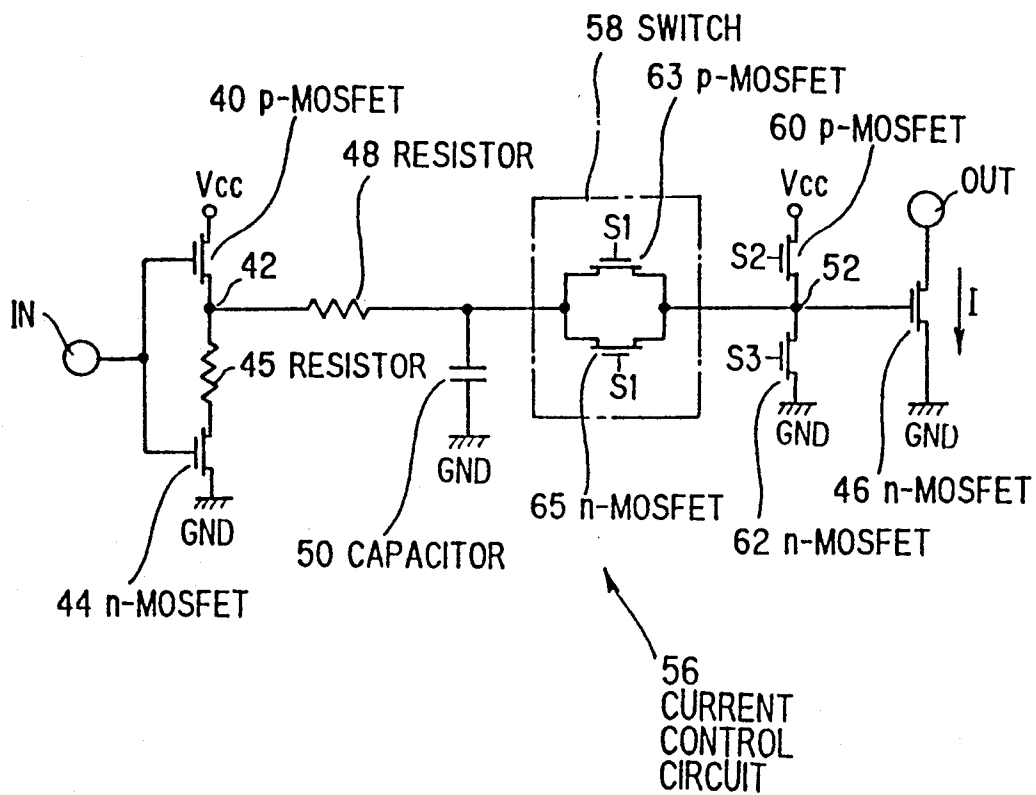 58 SWITCH
63 p-MOSFET
40 p-MOSFET
60 p-MOSFET
48 RESISTOR
Vcc
Vcc
OUT
S1
S2
42
52
I
IN
45 RESISTOR
S3
S1
GND
GND
GND
GND
65 n-MOSFET
46 n-MOSFET
62 n-MOSFET
50 CAPACITOR
44 n-MOSFET
56
CURRENT
CONTROL
CIRCUIT